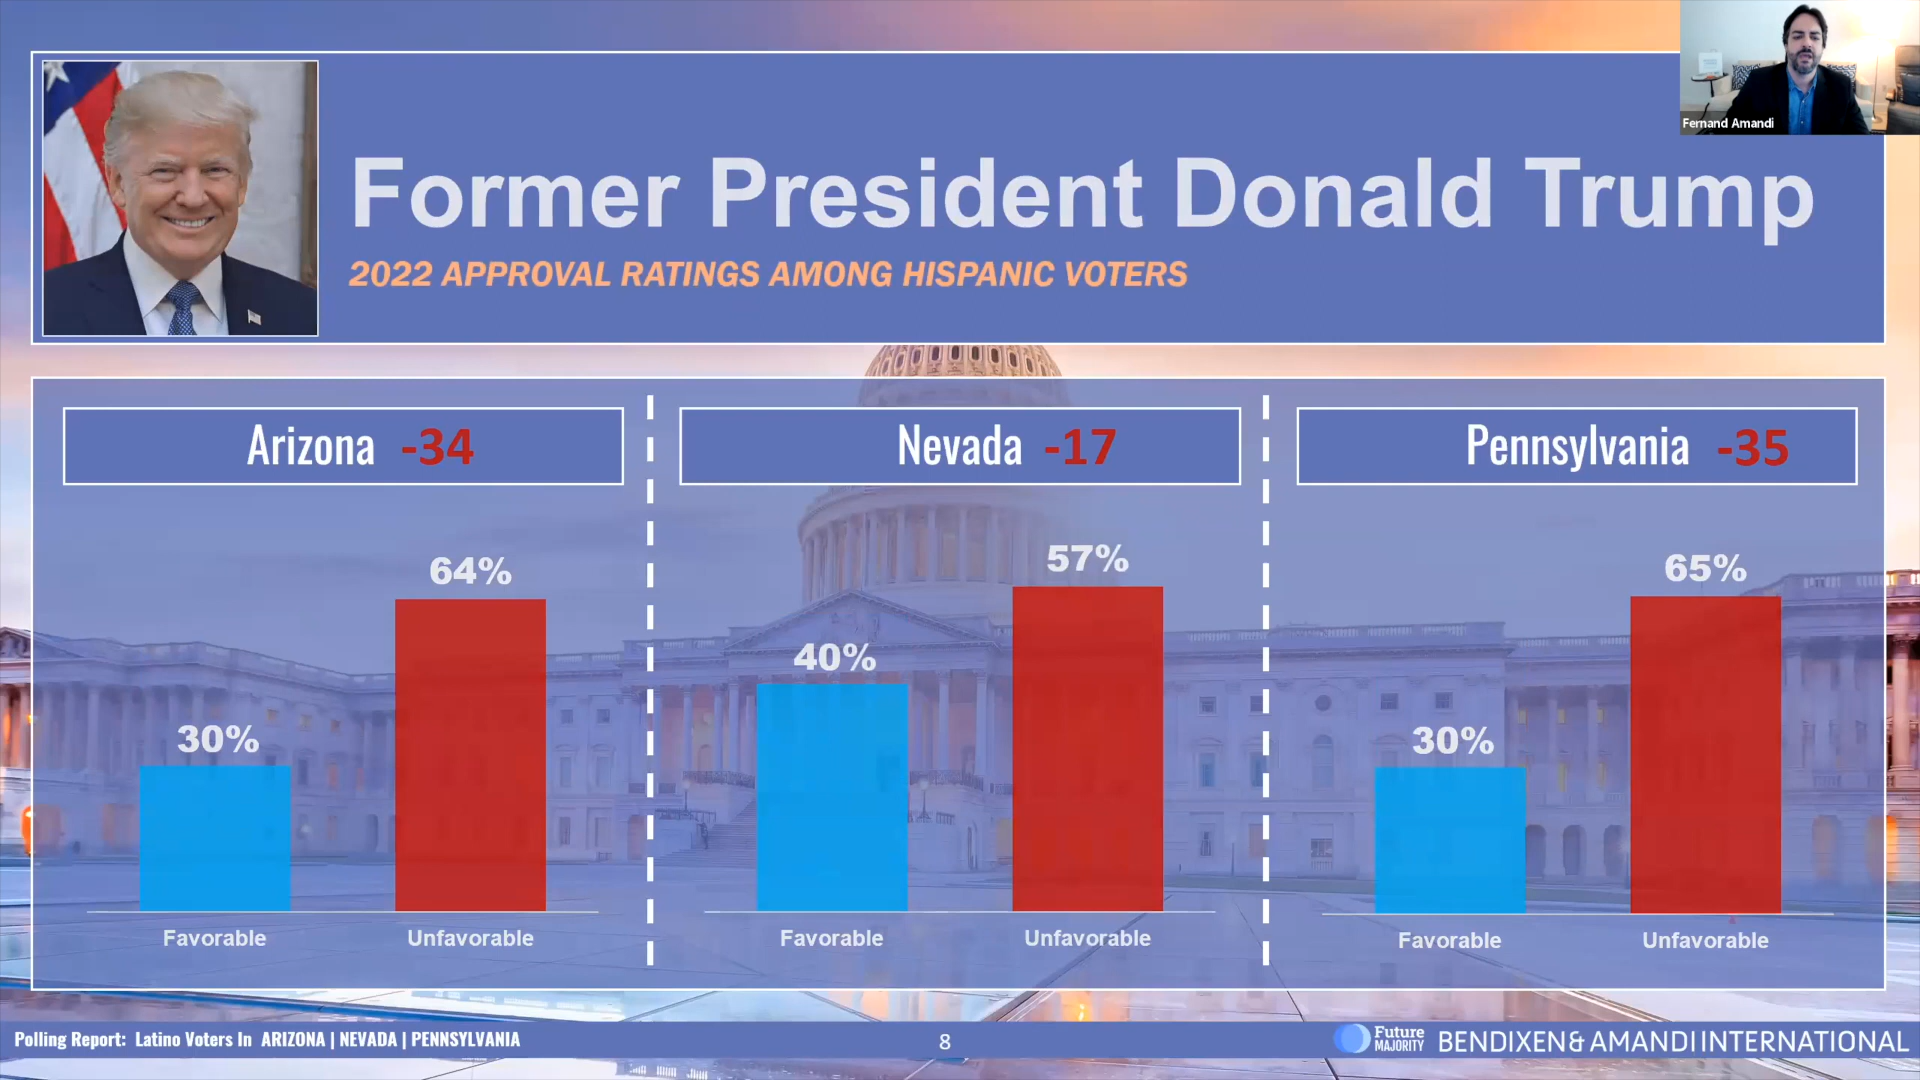 Fernand Amandi
Former President Donald Trump
2022 APPROVAL RATINGS AMONG HISPANIC VOTERS
Arizona -34
Nevada -17
Pennsylvania -35
64%
30%
Favorable
Unfavorable
57%
40%
Favorable
Unfavorable
65%
30%
Favorable
Unfavorable
Polling Report: Latino Voters In ARIZONA | NEVADA | PENNSYLVANIA
8
Future
MAJORITY
BENDIXEN & AMANDI INTERNATIONAL